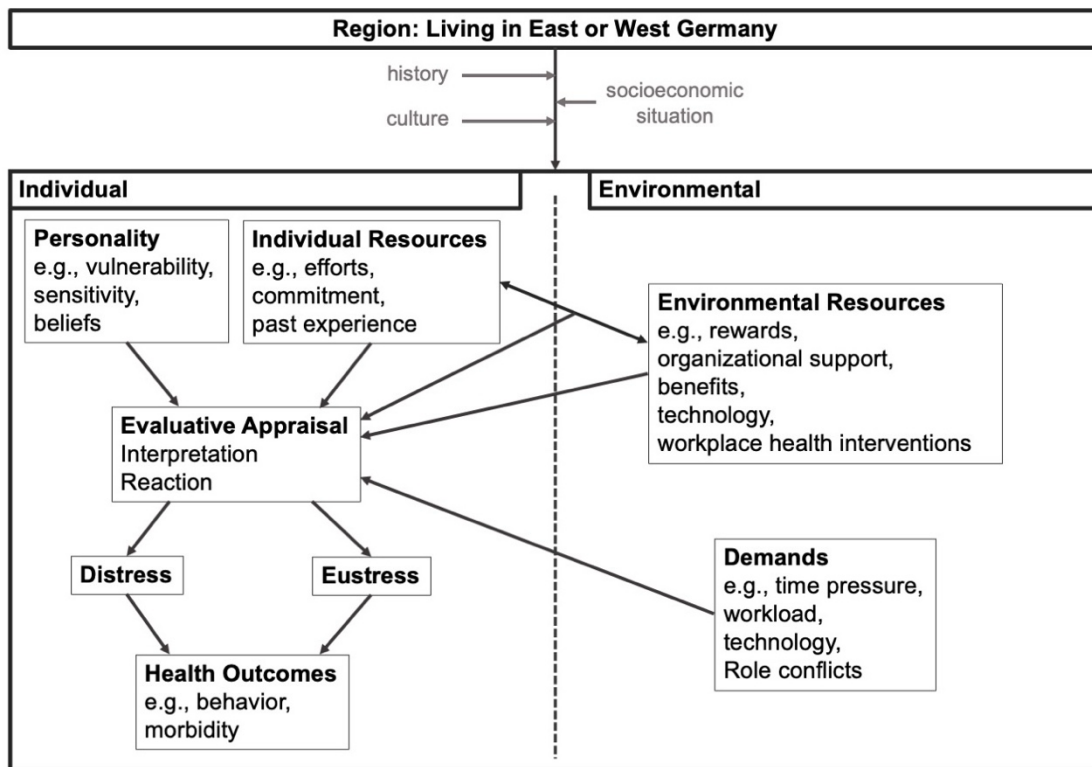 Region: Living in East or West Germany
history
socioeconomic
situation
culture
Individual
Environmental
Personality
e.g., vulnerability,
sensitivity,
beliefs
Individual Resources
e.g., efforts,
commitment,
past experience
Environmental Resources
e.g., rewards,
organizational support,
benefits,
technology,
workplace health interventions
Evaluative Appraisal
Interpretation
Reaction
Distress
Eustress
Demands
e.g., time pressure,
workload,
technology,
Role conflicts
Health Outcomes
e.g., behavior,
morbidity